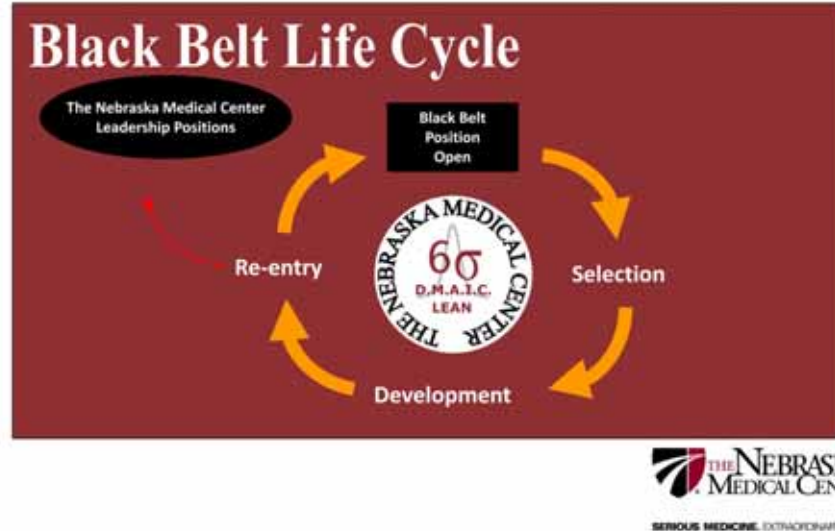 Black Belt Life Cycle
The Nebraska Medical Center
Leadership Positions
Black Belt
Position
Open
Re-entry
THE NEBRASKA MEDICAL CENTER
6σ
D.M.A.I.C.
LEAN
Selection
Development
THE NEBRAS
MEDICAL CEN
SERIOUS MEDICINE. EXTRAORDINAR